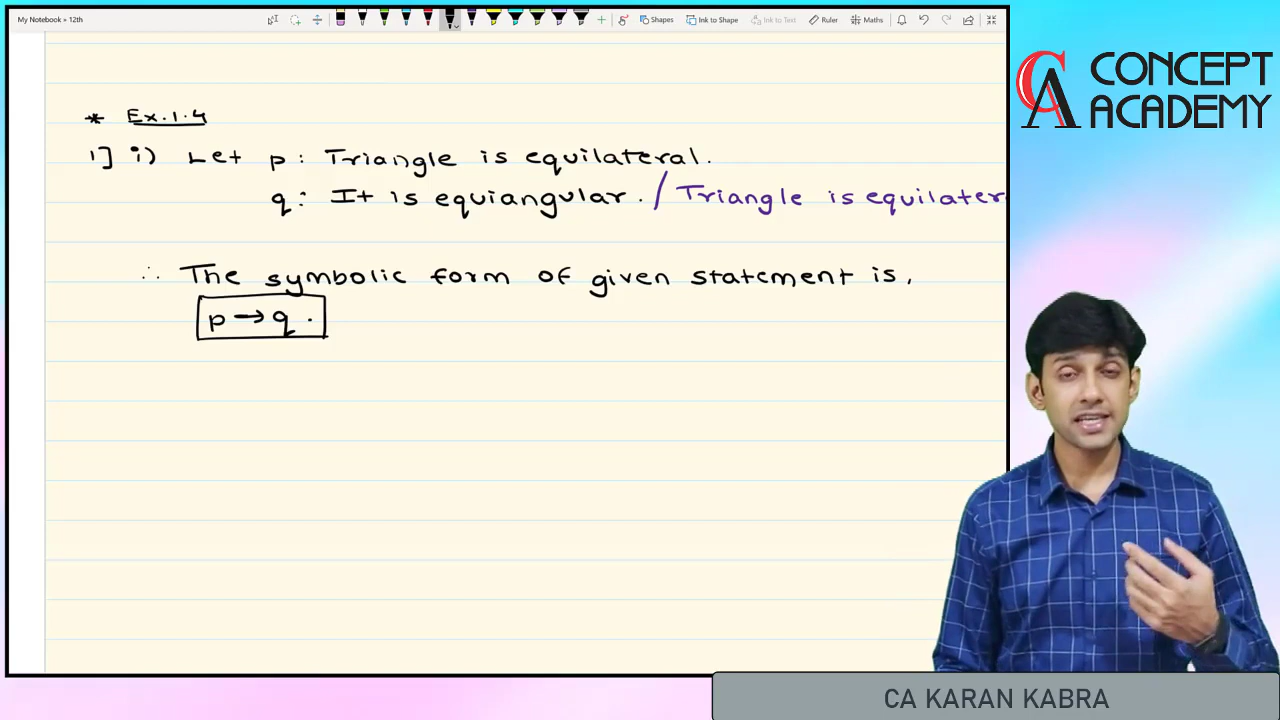 My Notebook > 12th
Shapes
Ink to Shape
Ink to Text
Ruler
Maths
CONCEPT
ACADEMY
* Ex.1.4
1] i) Let p: Triangle is equilateral.
q: It is equiangular. / Triangle is equilater
∴ The symbolic form of given statement is,
p → q.
CA KARAN KABRA